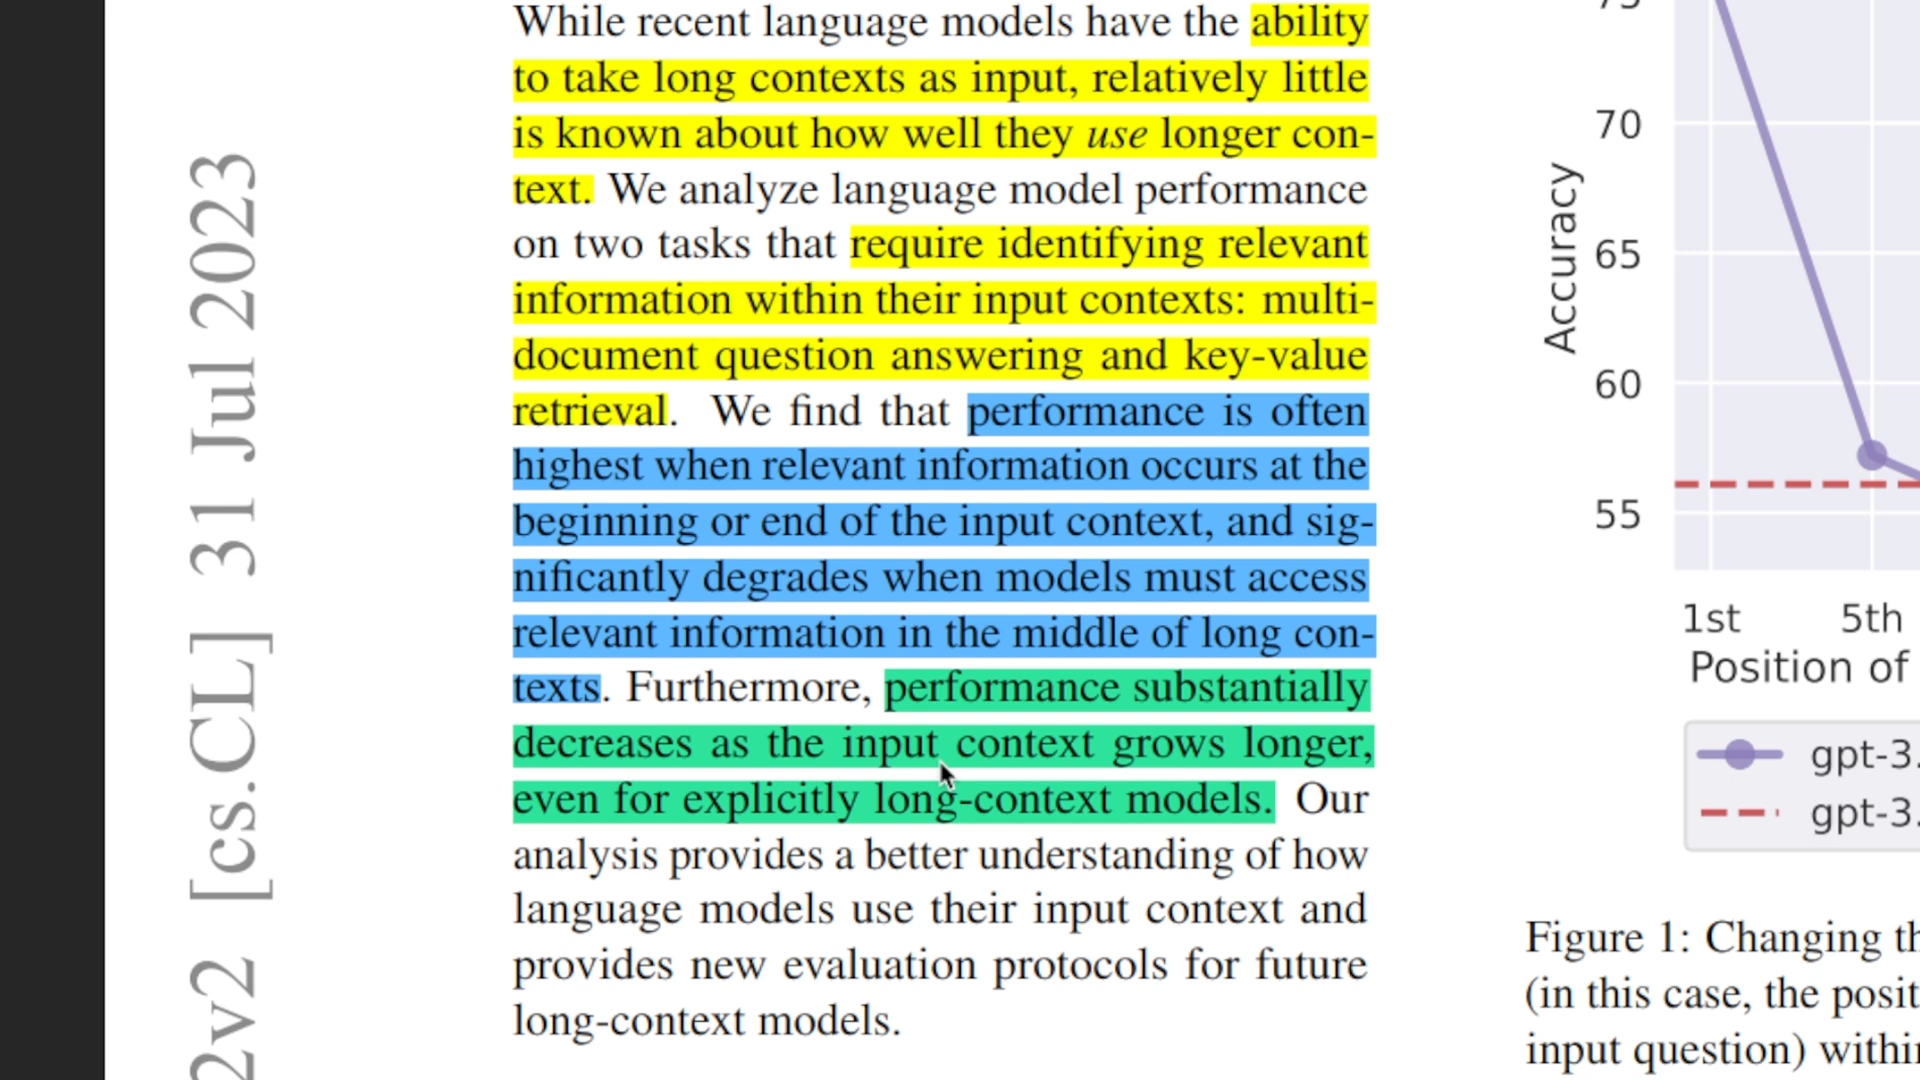 While recent language models have the ability
to take long contexts as input, relatively little
is known about how well they use longer con-
text. We analyze language model performance
on two tasks that require identifying relevant
information within their input contexts: multi-
document question answering and key-value
retrieval. We find that performance is often
highest when relevant information occurs at the
beginning or end of the input context, and sig-
nificantly degrades when models must access
relevant information in the middle of long con-
texts. Furthermore, performance substantially
decreases as the input context grows longer,
even for explicitly long-context models. Our
analysis provides a better understanding of how
language models use their input context and
provides new evaluation protocols for future
long-context models.
2v2 [cs.CL] 31 Jul 2023
Accuracy
70
65
60
55
1st 5th
Position of
gpt-3.
gpt-3.
Figure 1: Changing
(in this case, the
input question)